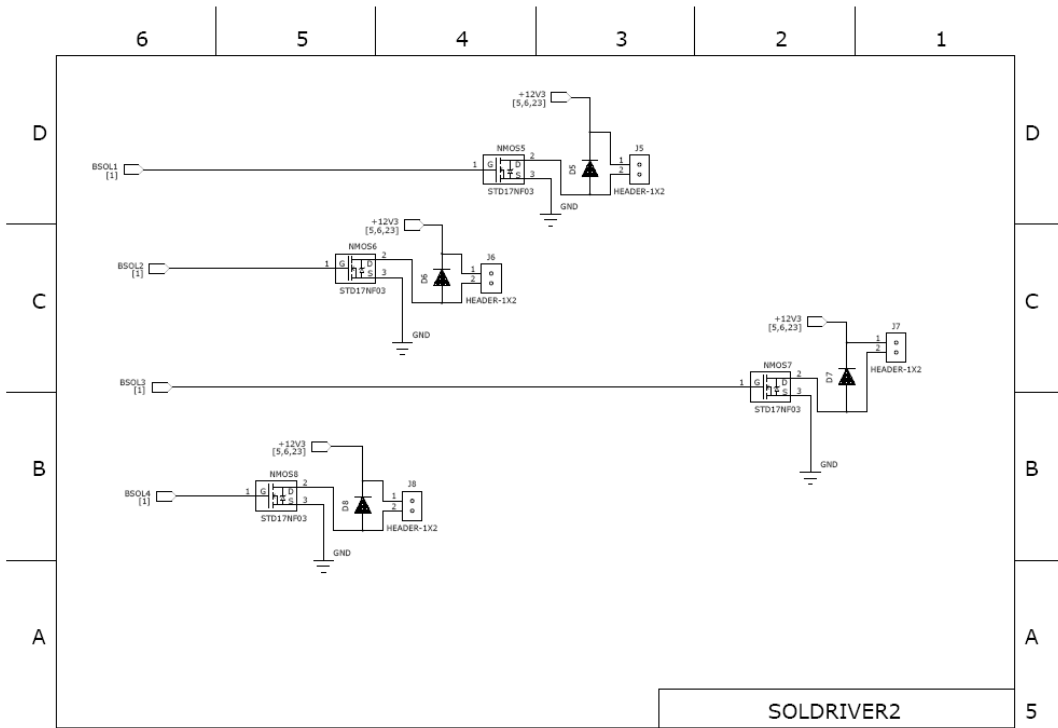 6 5 4 3 2 1
D D
+12V3
[5,6,23]
NMOS5
J5
BSOL1
[1]
1 G D S 2 3
D5
1
2
STD17NF03
HEADER-1X2
GND
+12V3
[5,6,23]
NMOS6
J6
BSOL2
[1]
1 G D S 2 3
D6
1
2
STD17NF03
HEADER-1X2
GND
C C
+12V3
[5,6,23]
J7
1
2
NMOS7
HEADER-1X2
BSOL3
[1]
1 G D S 2 3
D7
STD17NF03
GND
B B
+12V3
[5,6,23]
NMOS8
J8
BSOL4
[1]
1 G D S 2 3
D8
1
2
STD17NF03
HEADER-1X2
GND
A A
SOLDRIVER2 5